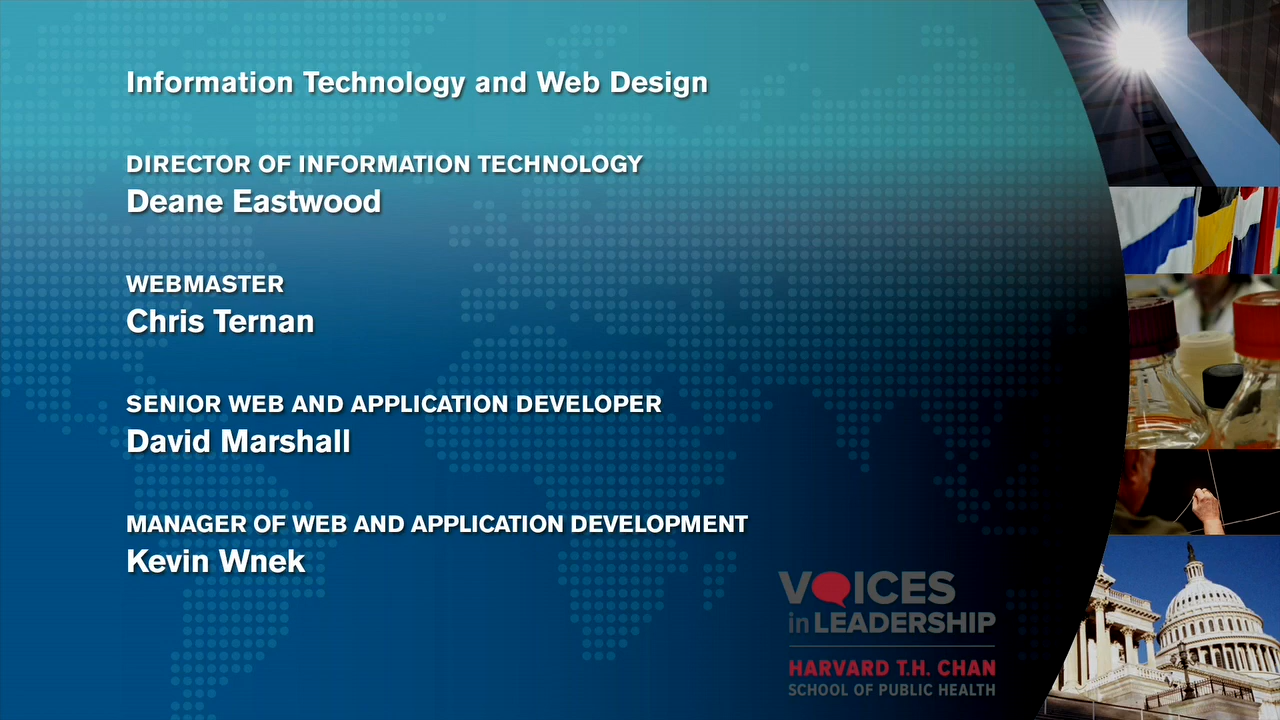 Information Technology and Web Design
DIRECTOR OF INFORMATION TECHNOLOGY
Deane Eastwood
WEBMASTER
Chris Ternan
SENIOR WEB AND APPLICATION DEVELOPER
David Marshall
MANAGER OF WEB AND APPLICATION DEVELOPMENT
Kevin Wnek
VOICES
in LEADERSHIP
HARVARD T.H. CHAN
SCHOOL OF PUBLIC HEALTH